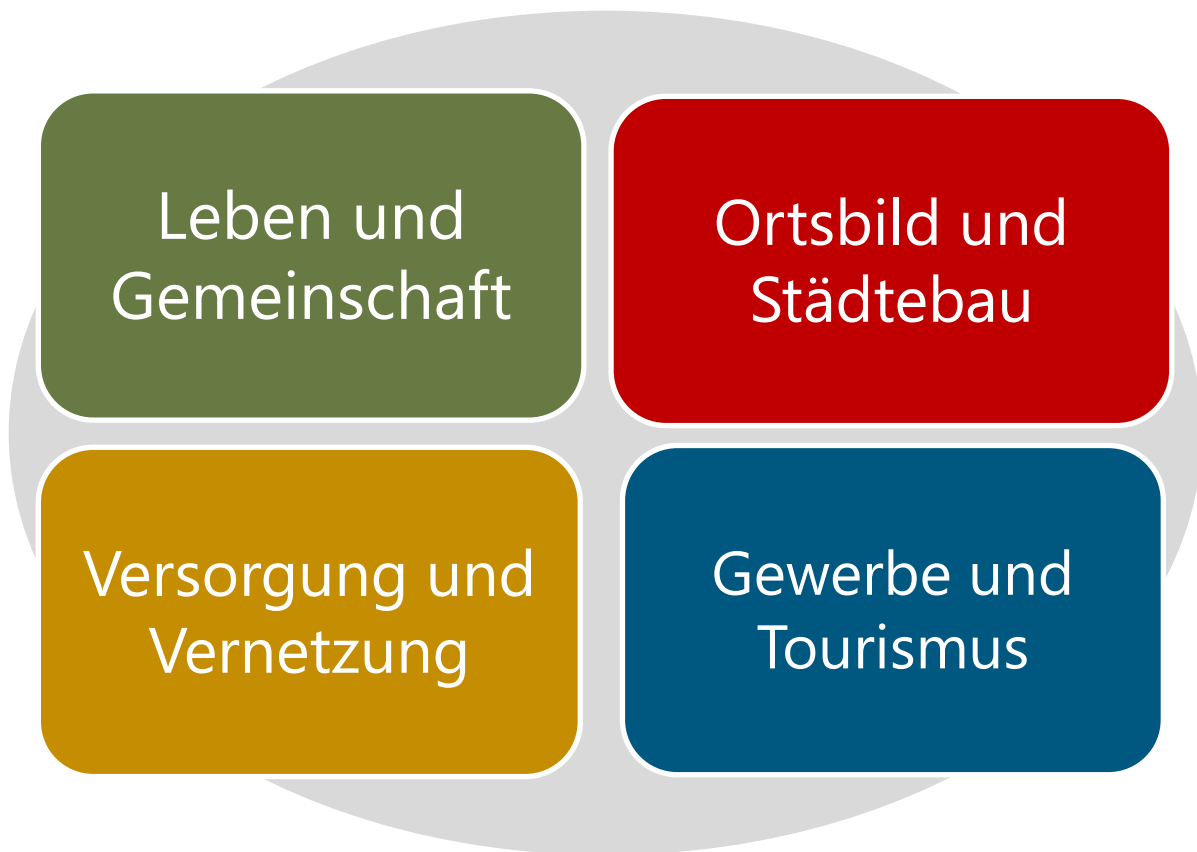 Leben und
Gemeinschaft
Ortsbild und
Städtebau
Versorgung und
Vernetzung
Gewerbe und
Tourismus